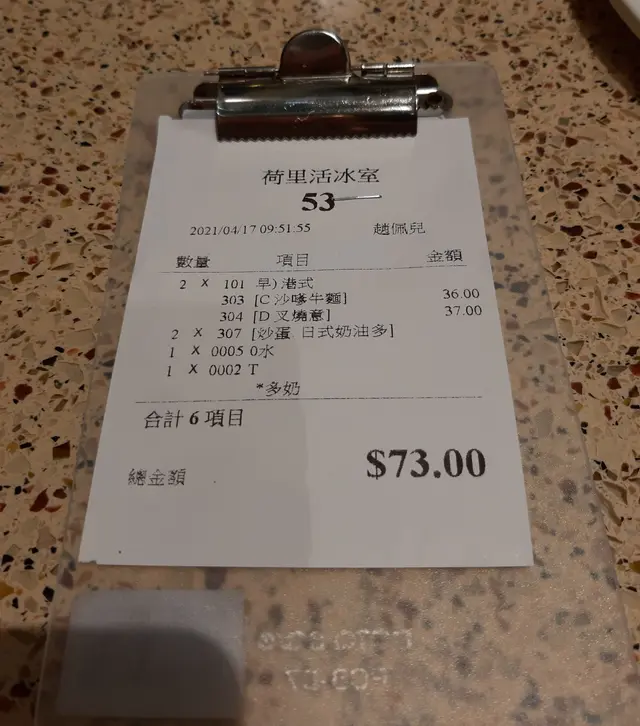 荷里活冰室
53
2021/04/17 09:51:55 趙佩兒
數量 項目 金額
2 X 101 早)港式
303 [C 沙嗲牛麵] 36.00
304 [D 叉燒意] 37.00
2 X 307 [炒蛋 日式奶油多]
1 X 0005 0水
1 X 0002 T
*多奶
合計 6 項目
總金額 $73.00